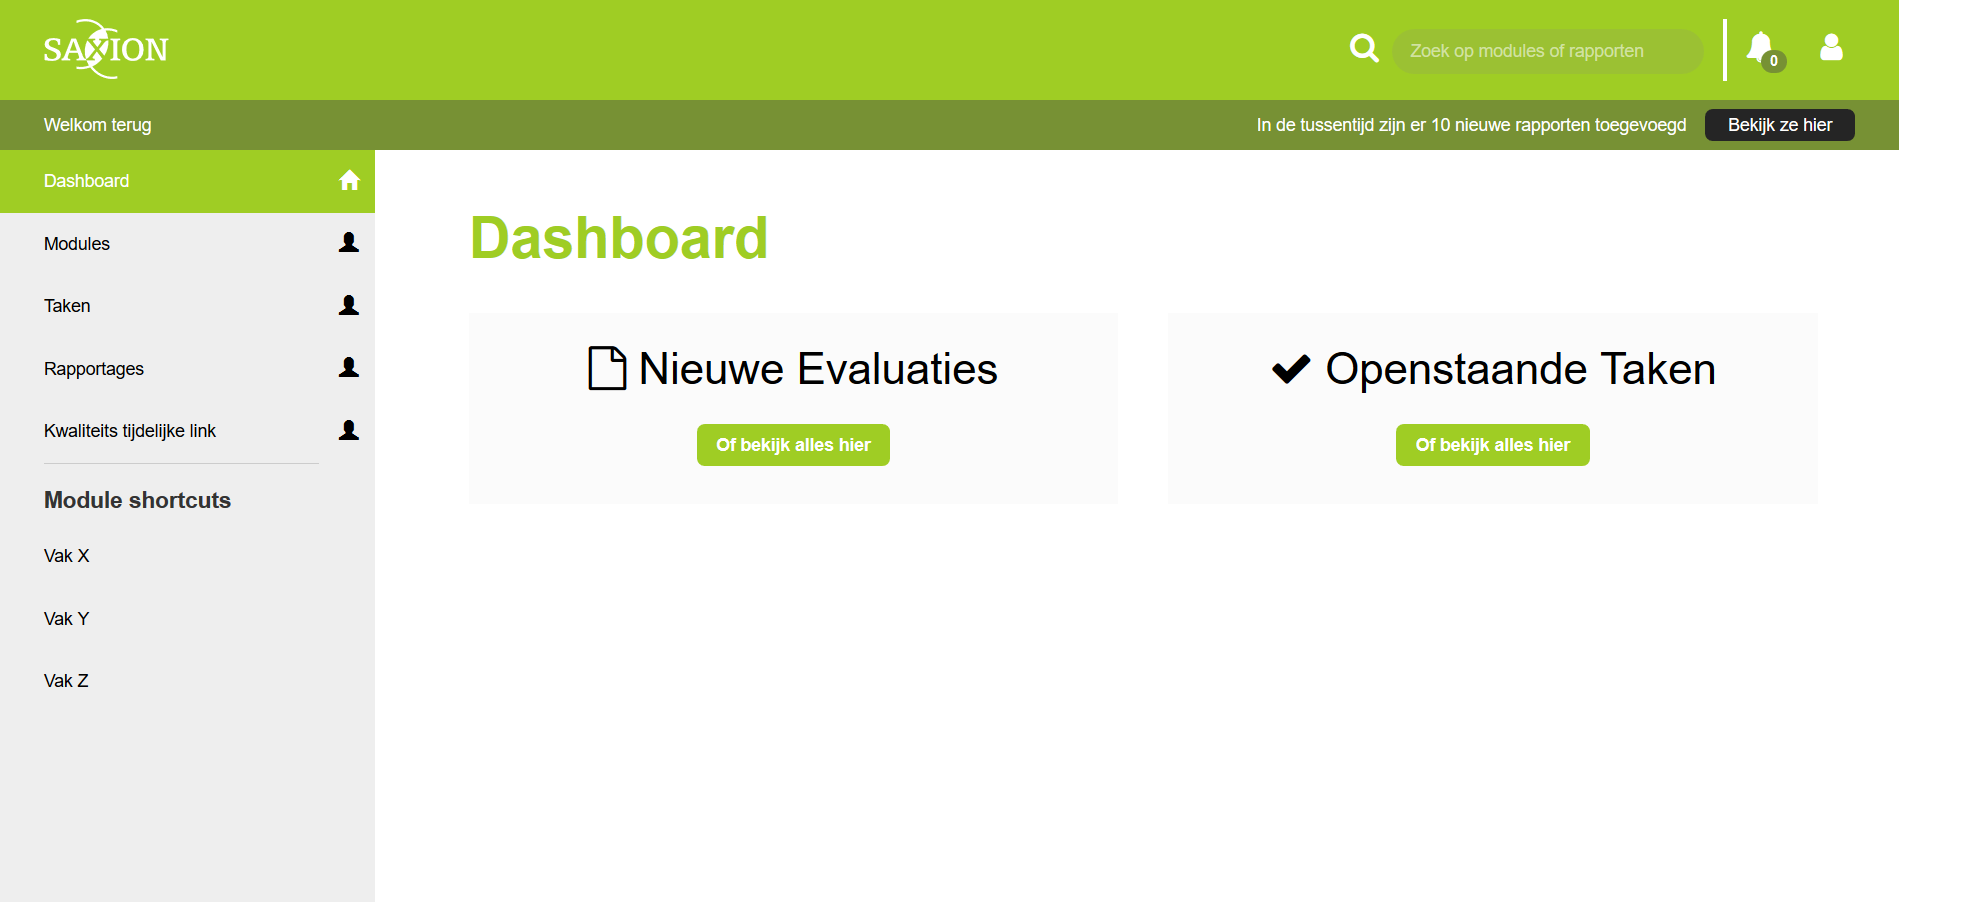 SAXION
Zoek op modules of rapporten
0
Welkom terug
In de tussentijd zijn er 10 nieuwe rapporten toegevoegd
Bekijk ze hier
Dashboard
Modules
Taken
Rapportages
Kwaliteits tijdelijke link
Module shortcuts
Vak X
Vak Y
Vak Z
Dashboard
Nieuwe Evaluaties
Of bekijk alles hier
Openstaande Taken
Of bekijk alles hier